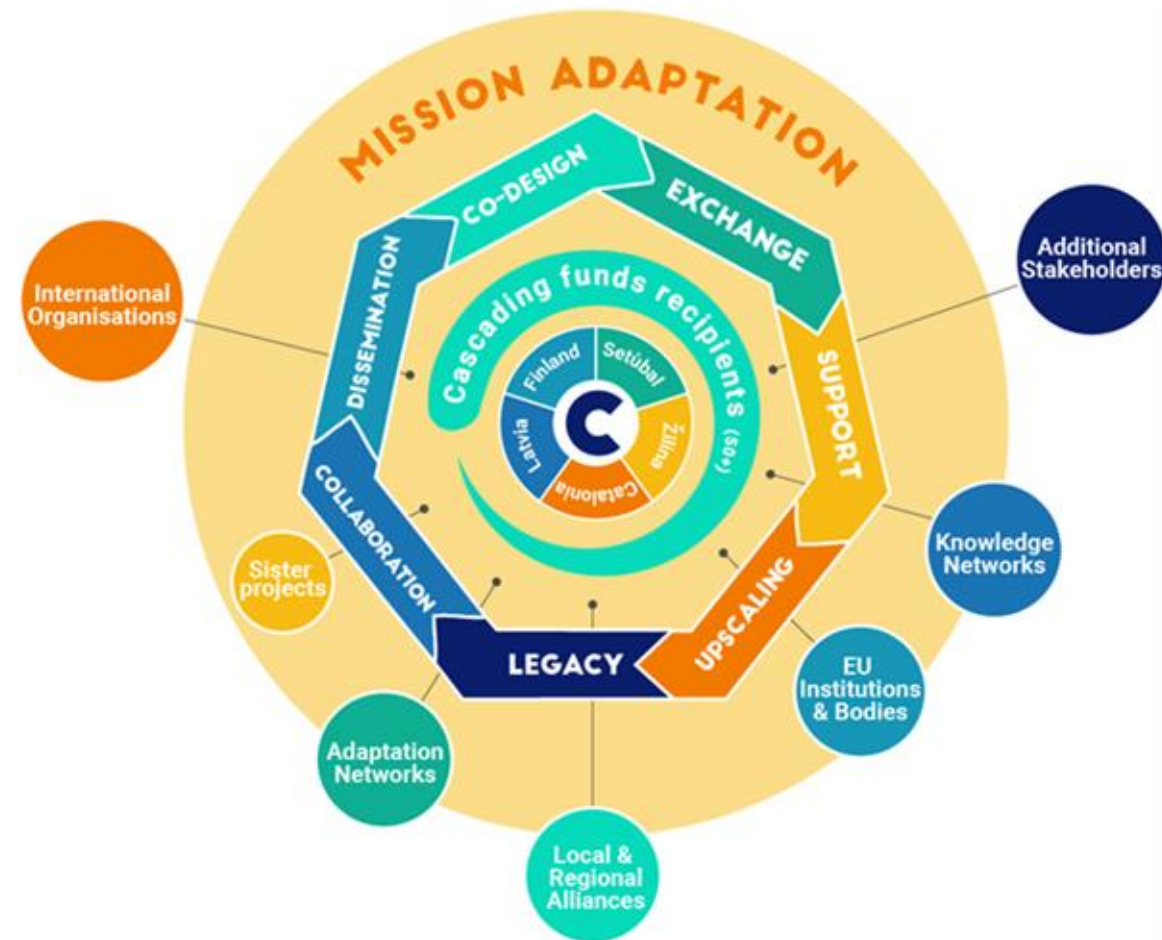 MISSION ADAPTATION
CO-DESIGN
EXCHANGE
SUPPORT
UPSCALING
LEGACY
COLLABORATION
DISSEMINATION
Cascading funds recipients (50+)
Finland
Setúbal
Žilina
Catalonia
Latvia
C
International
Organisations
Additional
Stakeholders
Knowledge
Networks
EU
Institutions
& Bodies
Local &
Regional
Alliances
Adaptation
Networks
Sister
projects